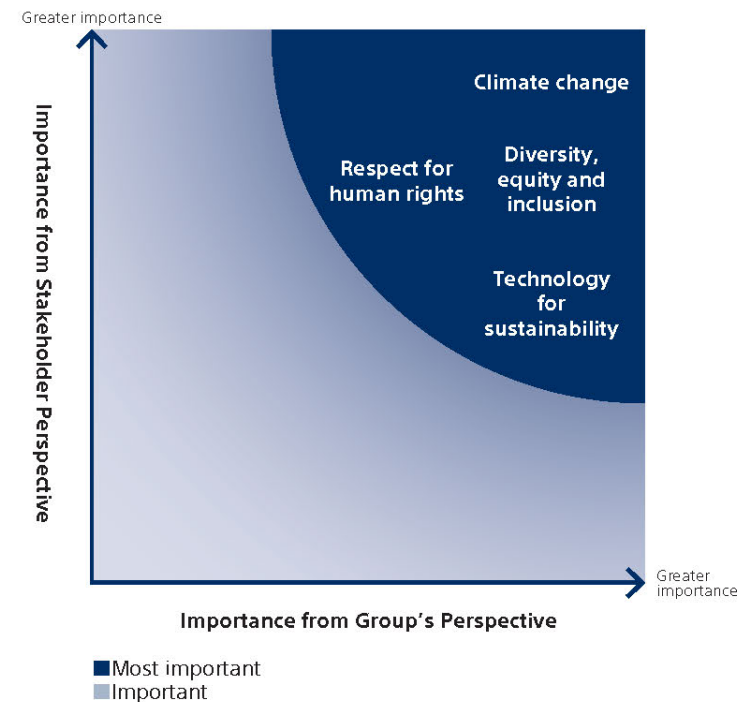 Greater importance
Importance from Stakeholder Perspective
Climate change
Respect for
human rights
Diversity,
equity and
inclusion
Technology
for
sustainability
Greater
importance
Importance from Group's Perspective
Most important
Important